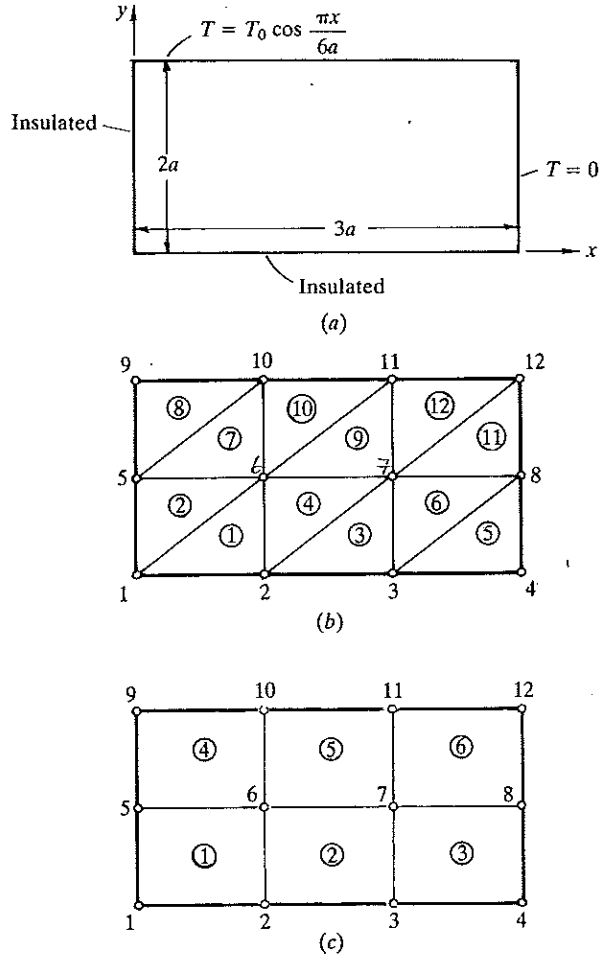 y
T = T₀ cos πx/6a
Insulated
2a
T = 0
3a
x
Insulated
(a)
9 10 11 12
⑧ ⑩ ⑫
⑦ ⑨ ⑪
5 6 7 8
② ④ ⑥
① ③ ⑤
1 2 3 4
(b)
9 10 11 12
④ ⑤ ⑥
5 6 7 8
① ② ③
1 2 3 4
(c)